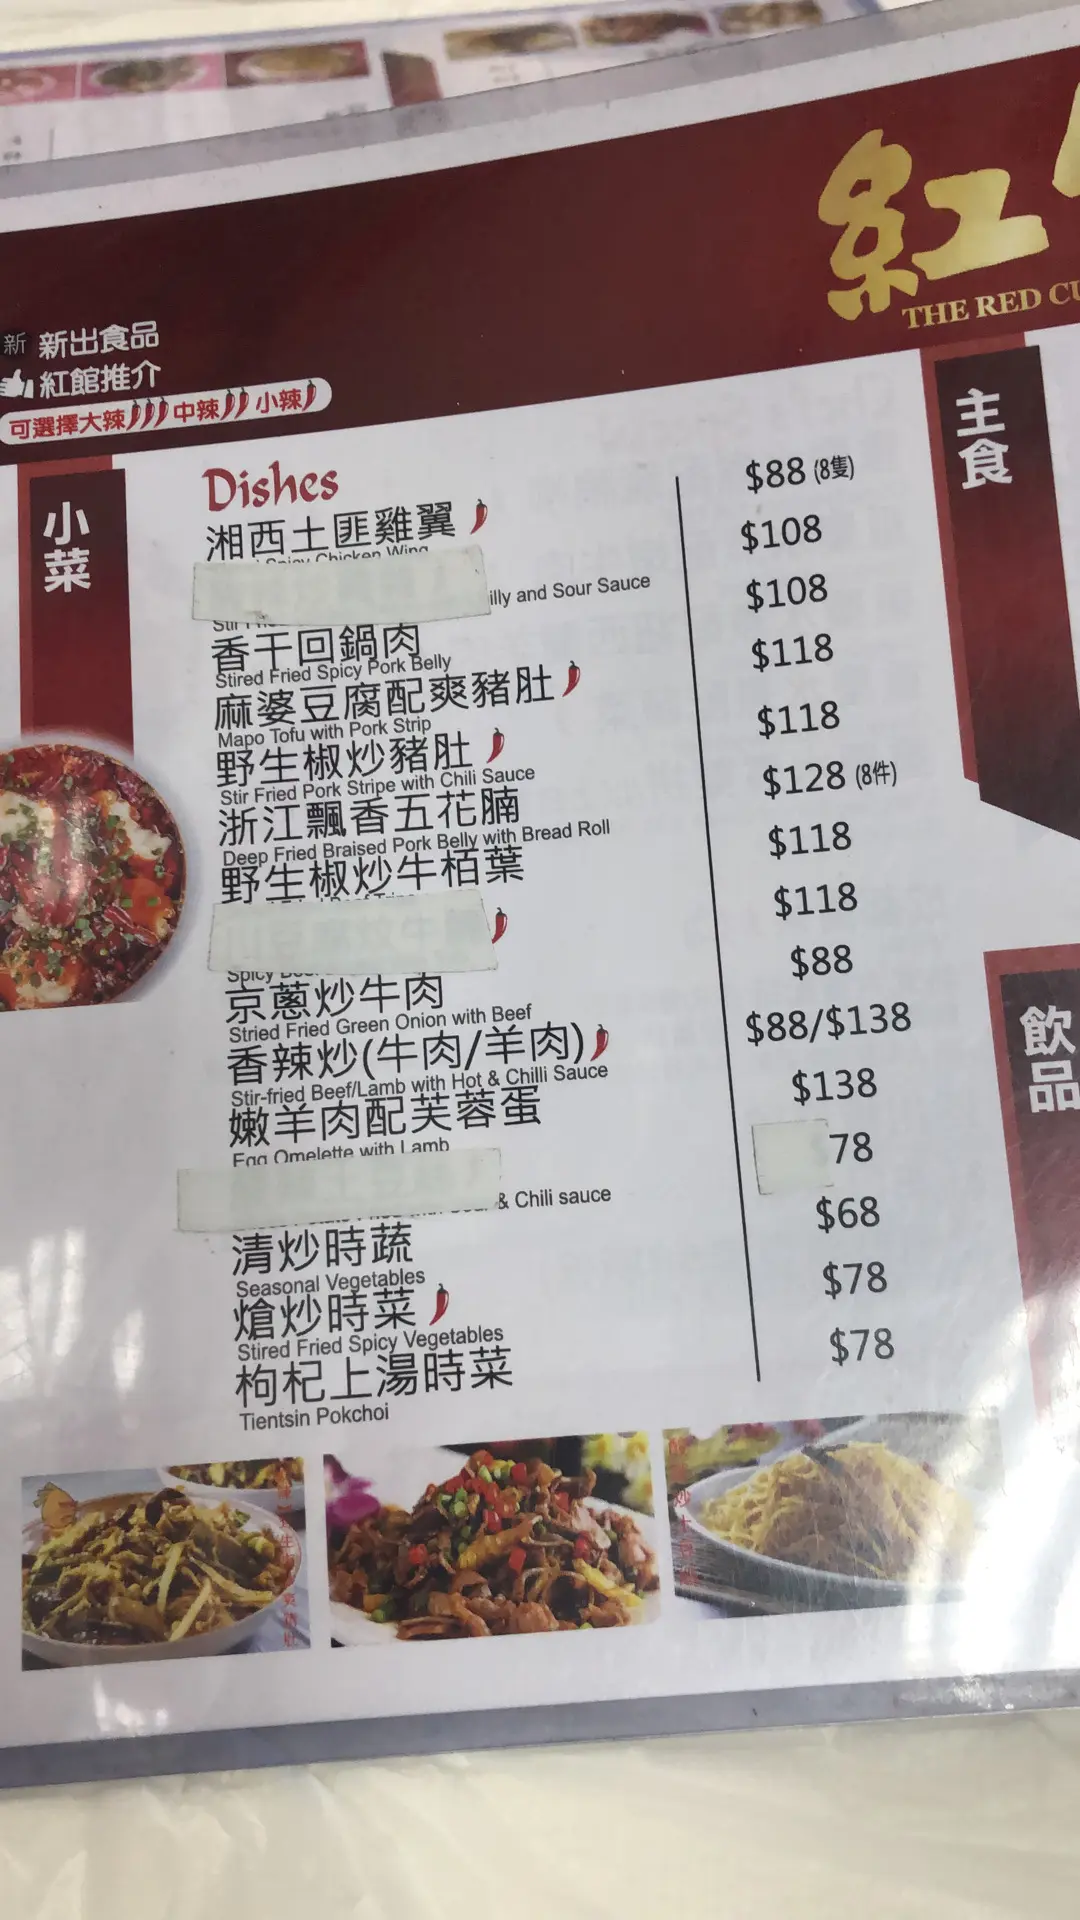 紅
THE RED
新 新出食品
紅館推介
可選擇大辣 中辣 小辣
小菜
Dishes
湘西土匪雞翼 $88 (8隻)
Spicy Chicken Wing
$108
and Sour Sauce
香干回鍋肉 $108
Stired Fried Spicy Pork Belly
麻婆豆腐配爽豬肚 $118
Mapo Tofu with Pork Strip
野生椒炒豬肚 $118
Stir Fried Pork Stripe with Chili Sauce
浙江飄香五花腩 $128 (8件)
Deep Fried Braised Pork Belly with Bread Roll
野生椒炒牛栢葉 $118
$118
Spicy
京蔥炒牛肉 $88
Stried Fried Green Onion with Beef
香辣炒(牛肉/羊肉) $88/$138
Stir-fried Beef/Lamb with Hot & Chilli Sauce
嫩羊肉配芙蓉蛋 $138
Egg Omelette with Lamb
78
& Chili sauce
清炒時蔬 $68
Seasonal Vegetables
熗炒時菜 $78
Stired Fried Spicy Vegetables
枸杞上湯時菜 $78
Tientsin Pokchoi
主食
飲品